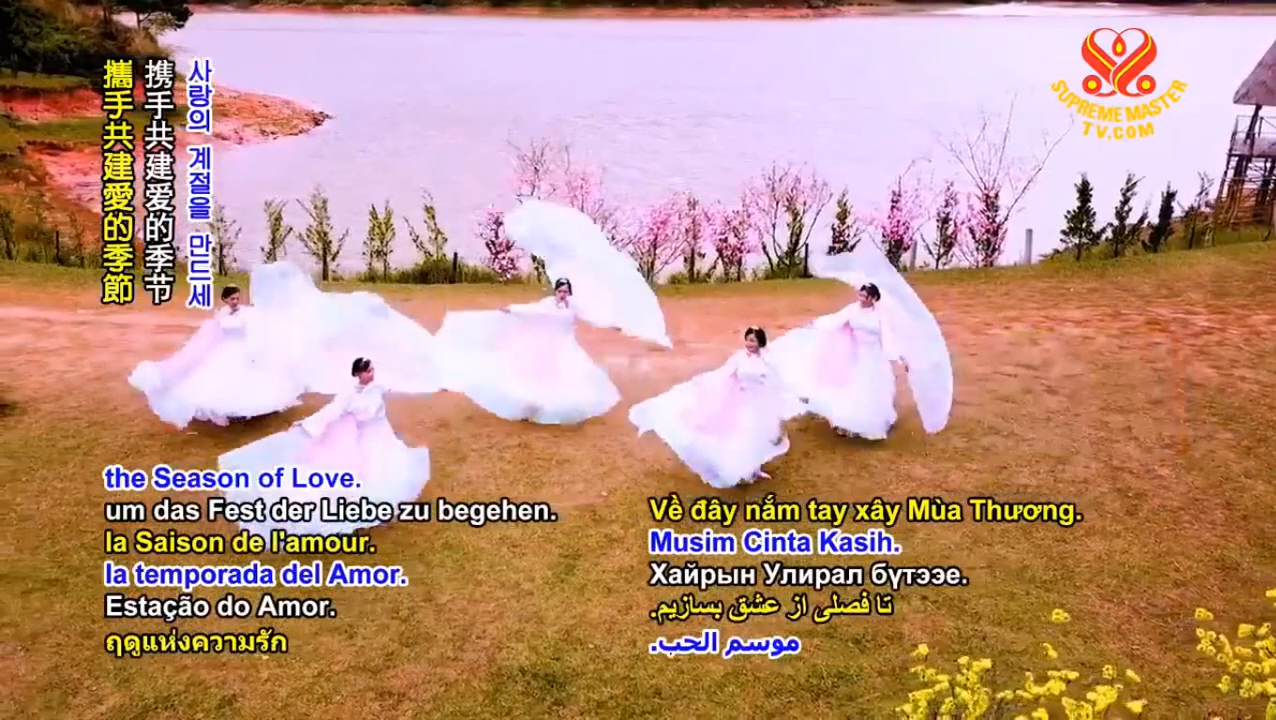 攜手共建愛的季節
携手共建爱的季节
사랑의 계절을 만드세
SUPREME MASTER
TV.COM
the Season of Love.
um das Fest der Liebe zu begehen.
la Saison de l'amour.
la temporada del Amor.
Estação do Amor.
ฤดูแห่งความรัก
Về đây nắm tay xây Mùa Thương.
Musim Cinta Kasih.
Хайрын Улирал бүтээе.
تا فصلی از عشق بسازیم.
موسم الحب.